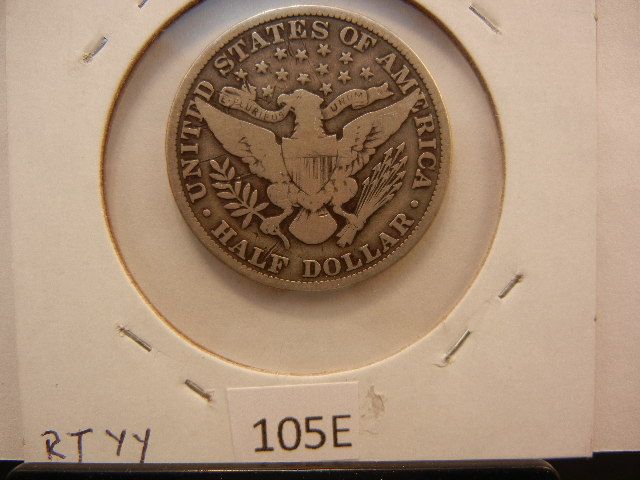 UNITED STATES OF AMERICA
E PLURIBUS UNUM
· HALF DOLLAR ·
RTYY
105E